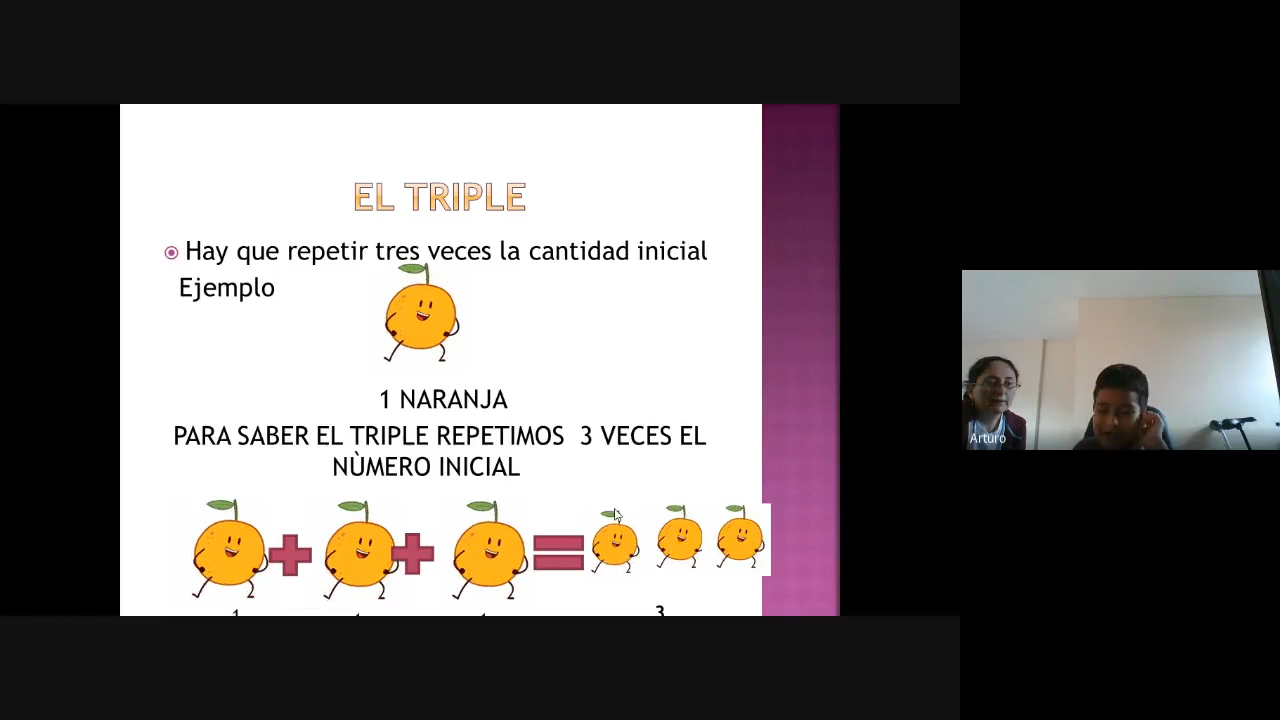 EL TRIPLE
Hay que repetir tres veces la cantidad inicial
Ejemplo
1 NARANJA
PARA SABER EL TRIPLE REPETIMOS 3 VECES EL
NÙMERO INICIAL
3
Arturo